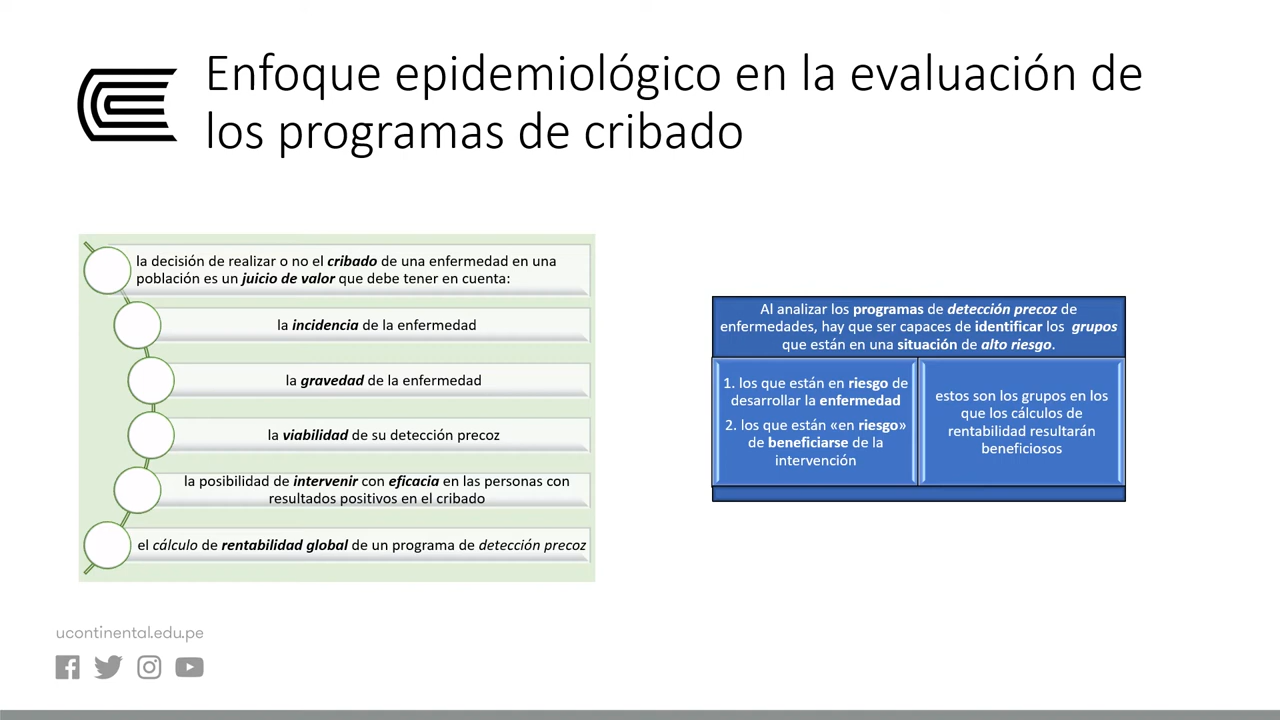 Enfoque epidemiológico en la evaluación de
los programas de cribado
la decisión de realizar o no el cribado de una enfermedad en una
población es un juicio de valor que debe tener en cuenta:
la incidencia de la enfermedad
la gravedad de la enfermedad
la viabilidad de su detección precoz
la posibilidad de intervenir con eficacia en las personas con
resultados positivos en el cribado
el cálculo de rentabilidad global de un programa de detección precoz
Al analizar los programas de detección precoz de
enfermedades, hay que ser capaces de identificar los grupos
que están en una situación de alto riesgo.
1. los que están en riesgo de
desarrollar la enfermedad
2. los que están «en riesgo»
de beneficiarse de la
intervención
estos son los grupos en los
que los cálculos de
rentabilidad resultarán
beneficiosos
ucontinental.edu.pe